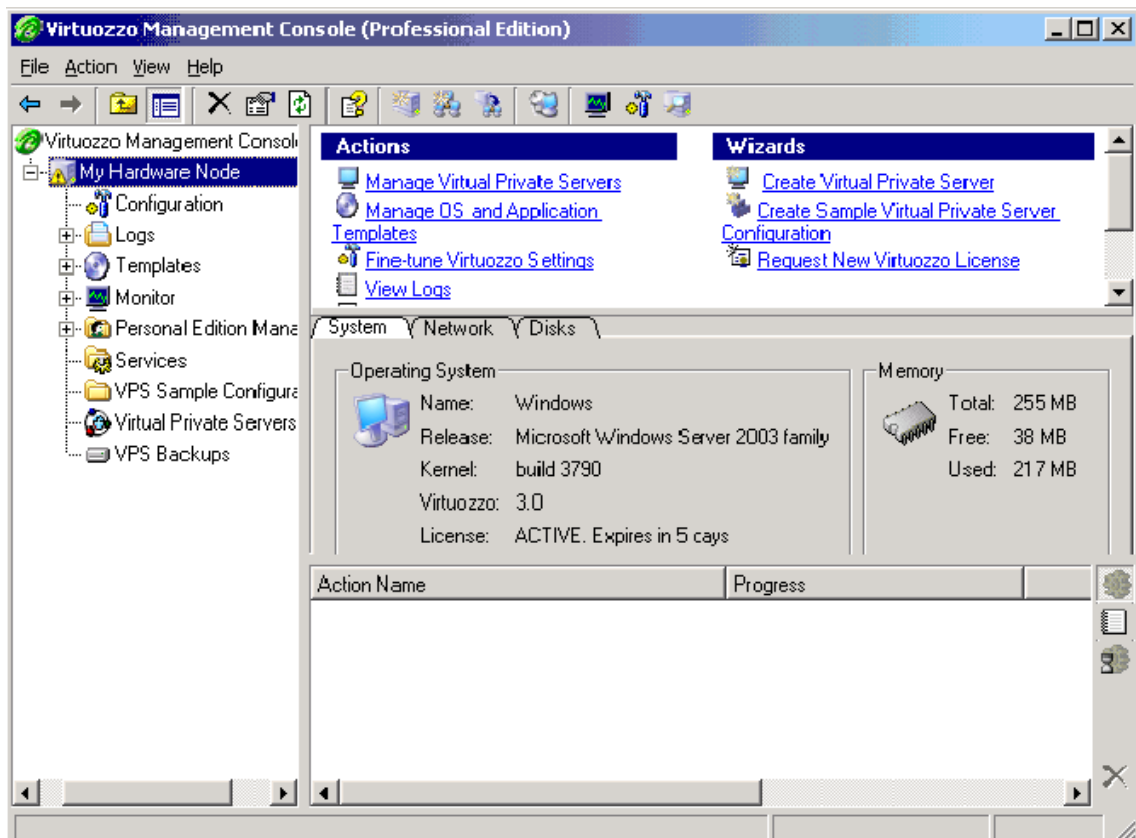 Virtuozzo Management Console (Professional Edition)
File Action View Help
Virtuozzo Management Consol
My Hardware Node
Configuration
Logs
Templates
Monitor
Personal Edition Mana
Services
VPS Sample Configura
Virtual Private Servers
VPS Backups
Actions
Manage Virtual Private Servers
Manage OS and Application
Templates
Fine-tune Virtuozzo Settings
View Logs
Wizards
Create Virtual Private Server
Create Sample Virtual Private Server
Configuration
Request New Virtuozzo License
System Network Disks
Operating System
Name: Windows
Release: Microsoft Windows Server 2003 family
Kernel: build 3790
Virtuozzo: 3.0
License: ACTIVE. Expires in 5 cays
Memory
Total: 255 MB
Free: 38 MB
Used: 217 MB
Action Name Progress